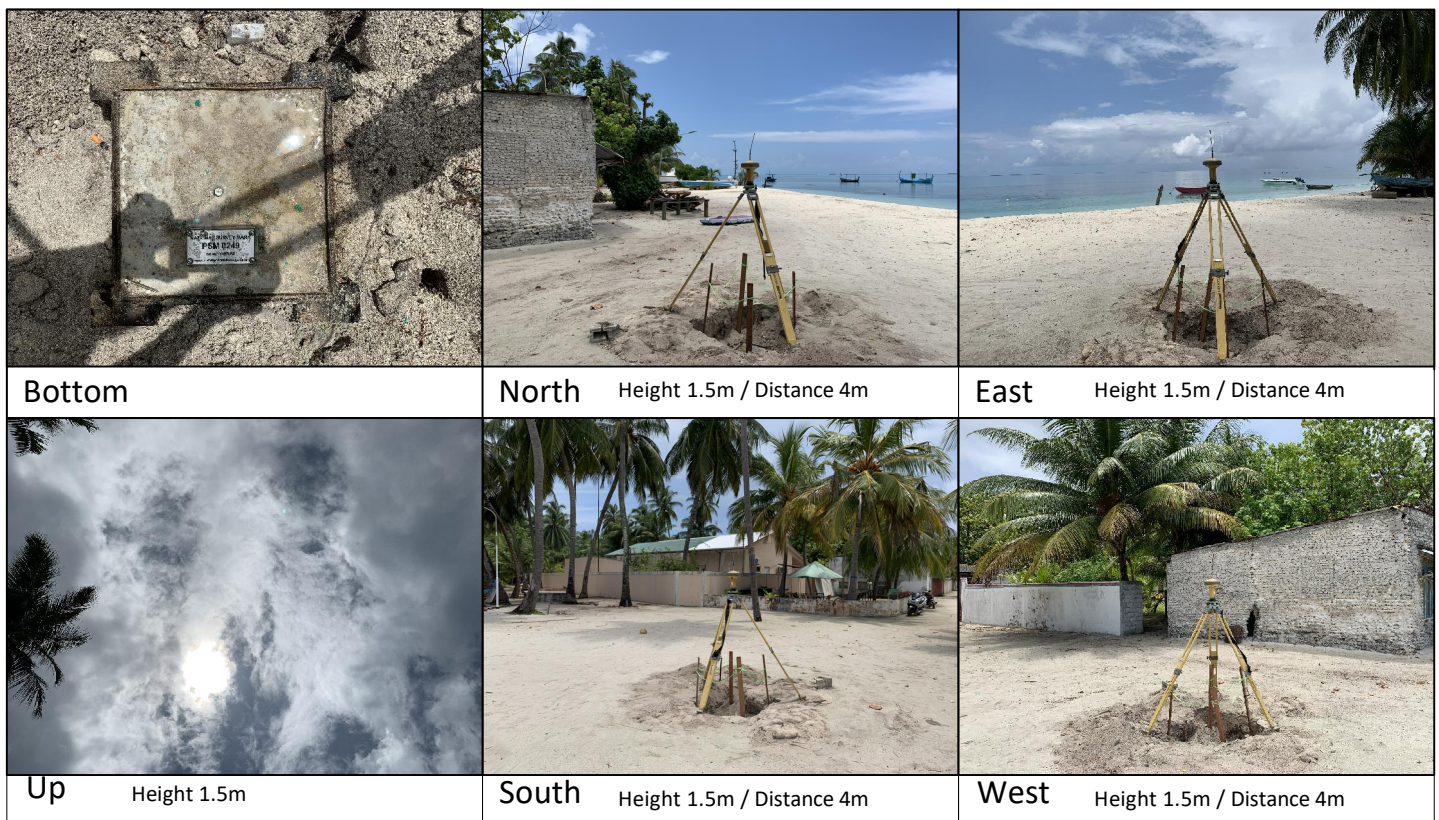 PSM 0249
Bottom
North Height 1.5m / Distance 4m
East Height 1.5m / Distance 4m
Up Height 1.5m
South Height 1.5m / Distance 4m
West Height 1.5m / Distance 4m